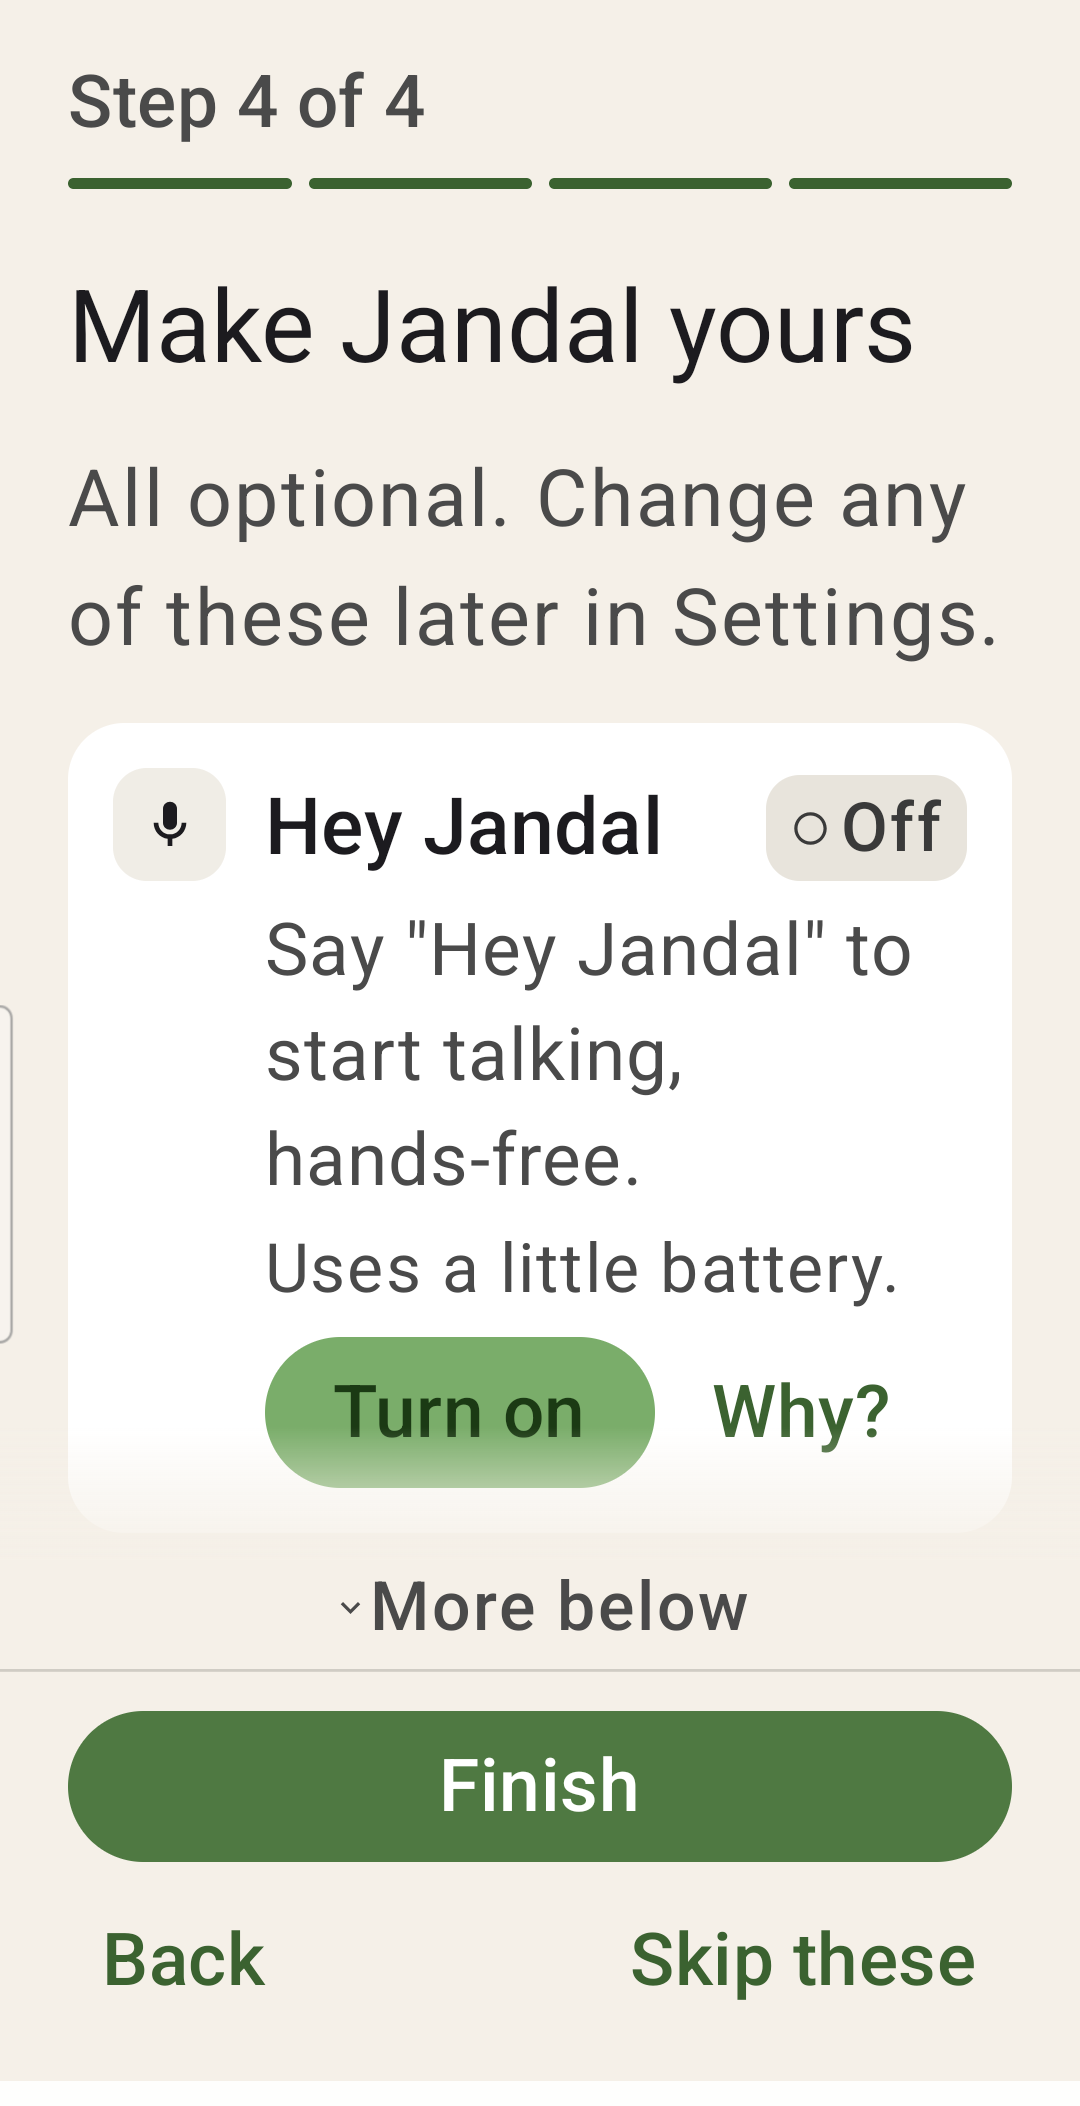 Step 4 of 4
Make Jandal yours
All optional. Change any
of these later in Settings.
Hey Jandal
Off
Say "Hey Jandal" to
start talking,
hands-free.
Uses a little battery.
Turn on
Why?
More below
Finish
Back
Skip these